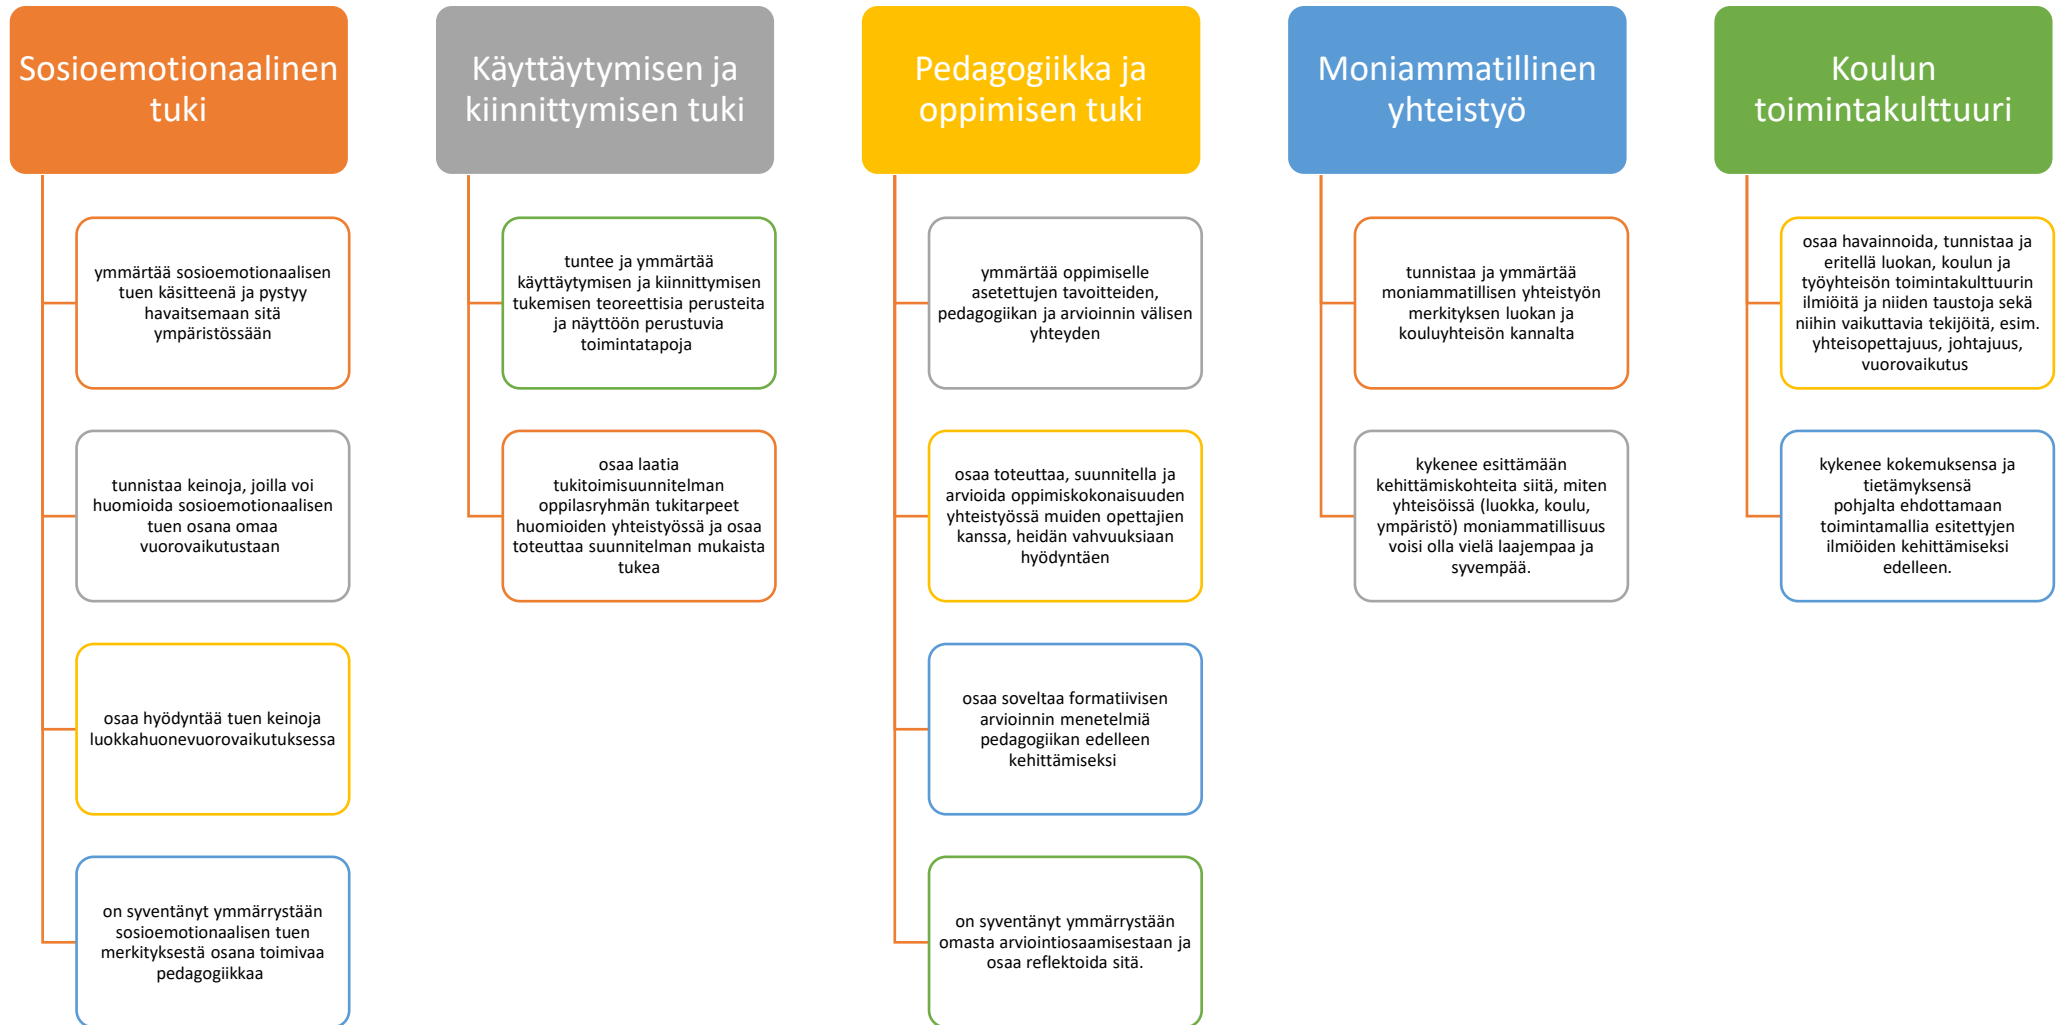 Sosioemotionaalinen
tuki
ymmärtää sosioemotionaalisen
tuen käsitteenä ja pystyy
havaitsemaan sitä
ympäristössään
tunnistaa keinoja, joilla voi
huomioida sosioemotionaalisen
tuen osana omaa
vuorovaikutustaan
osaa hyödyntää tuen keinoja
luokkahuonevuorovaikutuksessa
on syventänyt ymmärrystään
sosioemotionaalisen tuen
merkityksestä osana toimivaa
pedagogiikkaa
Käyttäytymisen ja
kiinnittymisen tuki
tuntee ja ymmärtää
käyttäytymisen ja kiinnittymisen
tukemisen teoreettisia perusteita
ja näyttöön perustuvia
toimintatapoja
osaa laatia
tukitoimisuunnitelman
oppilasryhmän tukitarpeet
huomioiden yhteistyössä ja osaa
toteuttaa suunnitelman mukaista
tukea
Pedagogiikka ja
oppimisen tuki
ymmärtää oppimiselle
asetettujen tavoitteiden,
pedagogiikan ja arvioinnin välisen
yhteyden
osaa toteuttaa, suunnitella ja
arvioida oppimiskokonaisuuden
yhteistyössä muiden opettajien
kanssa, heidän vahvuuksiaan
hyödyntäen
osaa soveltaa formatiivisen
arvioinnin menetelmiä
pedagogiikan edelleen
kehittämiseksi
on syventänyt ymmärrystään
omasta arviointiosaamisestaan ja
osaa reflektoida sitä.
Moniammatillinen
yhteistyö
tunnistaa ja ymmärtää
moniammatillisen yhteistyön
merkityksen luokan ja
kouluyhteisön kannalta
kykenee esittämään
kehittämiskohteita siitä, miten
yhteisöissä (luokka, koulu,
ympäristö) moniammatillisuus
voisi olla vielä laajempaa ja
syvempää.
Koulun
toimintakulttuuri
osaa havainnoida, tunnistaa ja
eritellä luokan, koulun ja
työyhteisön toimintakulttuurin
ilmiöitä ja niiden taustoja sekä
niihin vaikuttavia tekijöitä, esim.
yhteisopettajuus, johtajuus,
vuorovaikutus
kykenee kokemuksensa ja
tietämyksensä
pohjalta ehdottamaan
toimintamallia esitettyjen
ilmiöiden kehittämiseksi
edelleen.